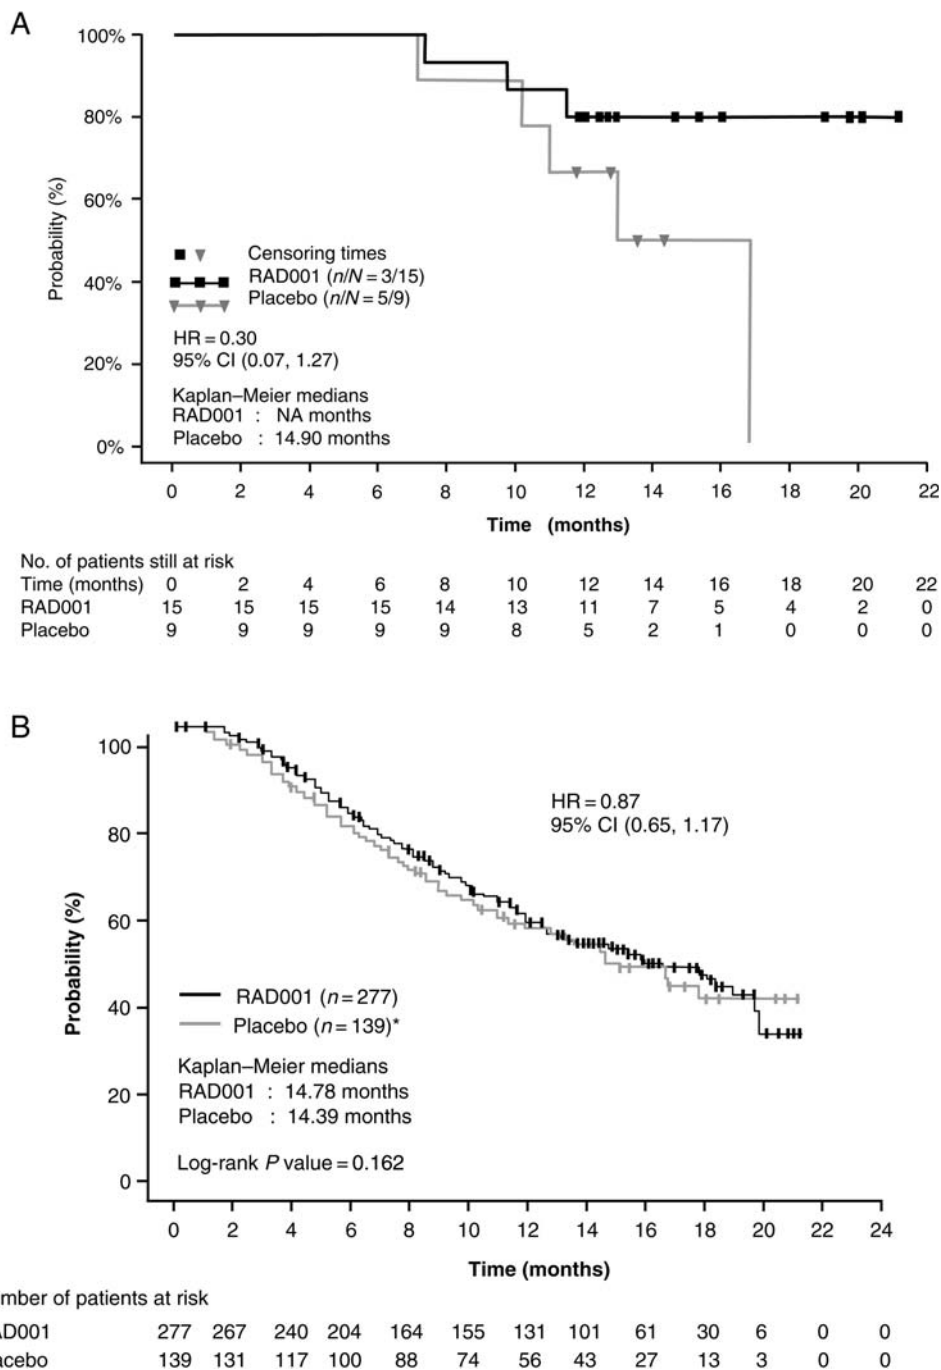 A
100%
80%
60%
40%
20%
0%
Probability (%)
Censoring times
RAD001 (n/N = 3/15)
Placebo (n/N = 5/9)
HR = 0.30
95% CI (0.07, 1.27)
Kaplan–Meier medians
RAD001 : NA months
Placebo : 14.90 months
0 2 4 6 8 10 12 14 16 18 20 22
Time (months)
No. of patients still at risk
Time (months) 0 2 4 6 8 10 12 14 16 18 20 22
RAD001 15 15 15 15 14 13 11 7 5 4 2 0
Placebo 9 9 9 9 9 8 5 2 1 0 0 0
B
100
80
60
40
20
0
Probability (%)
HR = 0.87
95% CI (0.65, 1.17)
RAD001 (n = 277)
Placebo (n = 139)*
Kaplan–Meier medians
RAD001 : 14.78 months
Placebo : 14.39 months
Log-rank P value = 0.162
0 2 4 6 8 10 12 14 16 18 20 22 24
Time (months)
mber of patients at risk
D001 277 267 240 204 164 155 131 101 61 30 6 0 0
acebo 139 131 117 100 88 74 56 43 27 13 3 0 0